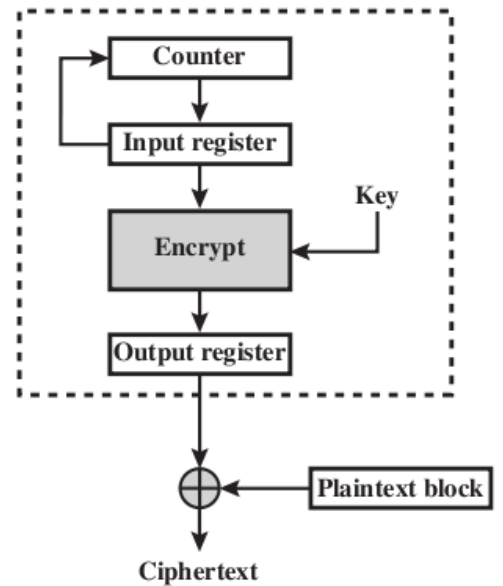 Counter
Input register
Key
Encrypt
Output register
Plaintext block
Ciphertext